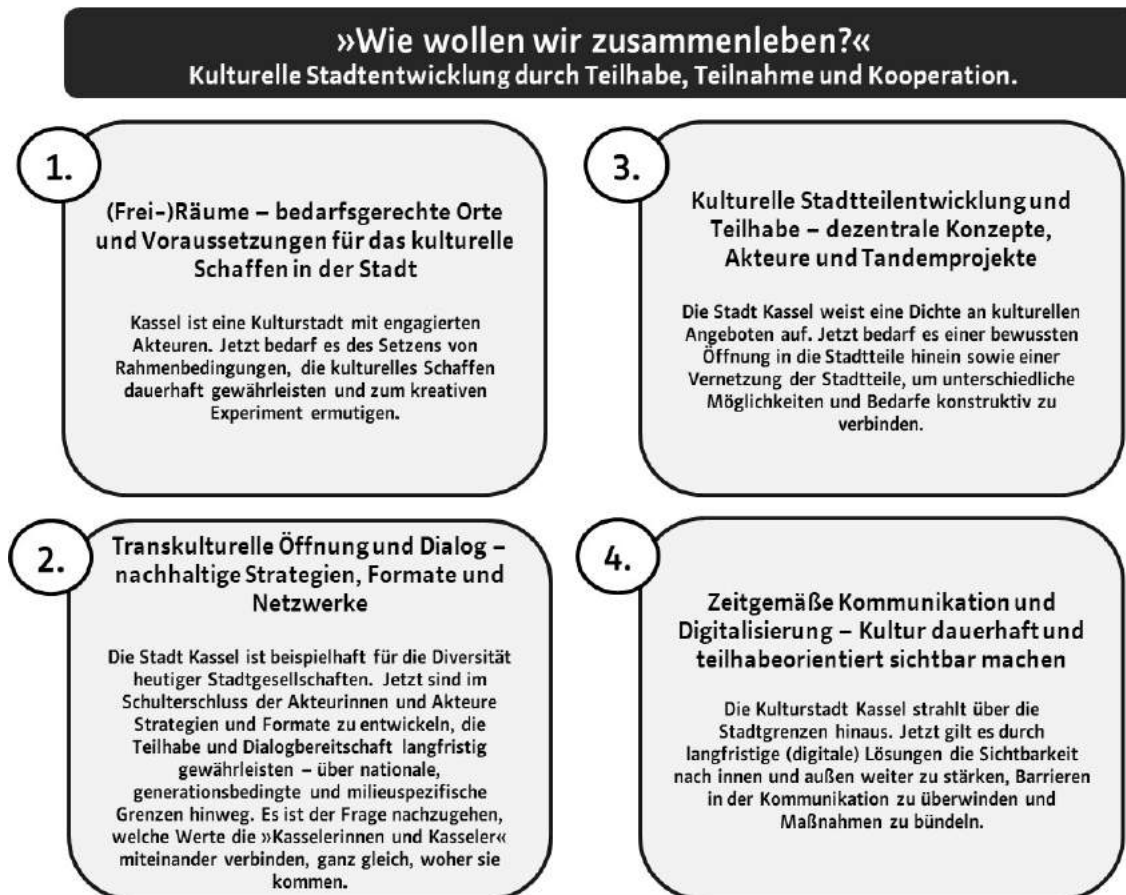 »Wie wollen wir zusammenleben?«
Kulturelle Stadtentwicklung durch Teilhabe, Teilnahme und Kooperation.
1.
(Frei-)Räume – bedarfsgerechte Orte
und Voraussetzungen für das kulturelle
Schaffen in der Stadt
Kassel ist eine Kulturstadt mit engagierten
Akteuren. Jetzt bedarf es des Setzens von
Rahmenbedingungen, die kulturelles Schaffen
dauerhaft gewährleisten und zum kreativen
Experiment ermutigen.
2.
Transkulturelle Öffnung und Dialog –
nachhaltige Strategien, Formate und
Netzwerke
Die Stadt Kassel ist beispielhaft für die Diversität
heutiger Stadtgesellschaften. Jetzt sind im
Schulterschluss der Akteurinnen und Akteure
Strategien und Formate zu entwickeln, die
Teilhabe und Dialogbereitschaft langfristig
gewährleisten – über nationale,
generationsbedingte und milieuspezifische
Grenzen hinweg. Es ist der Frage nachzugehen,
welche Werte die »Kasselerinnen und Kasseler«
miteinander verbinden, ganz gleich, woher sie
kommen.
3.
Kulturelle Stadtteilentwicklung und
Teilhabe – dezentrale Konzepte,
Akteure und Tandemprojekte
Die Stadt Kassel weist eine Dichte an kulturellen
Angeboten auf. Jetzt bedarf es einer bewussten
Öffnung in die Stadtteile hinein sowie einer
Vernetzung der Stadtteile, um unterschiedliche
Möglichkeiten und Bedarfe konstruktiv zu
verbinden.
4.
Zeitgemäße Kommunikation und
Digitalisierung – Kultur dauerhaft und
teilhabeorientiert sichtbar machen
Die Kulturstadt Kassel strahlt über die
Stadtgrenzen hinaus. Jetzt gilt es durch
langfristige (digitale) Lösungen die Sichtbarkeit
nach innen und außen weiter zu stärken, Barrieren
in der Kommunikation zu überwinden und
Maßnahmen zu bündeln.